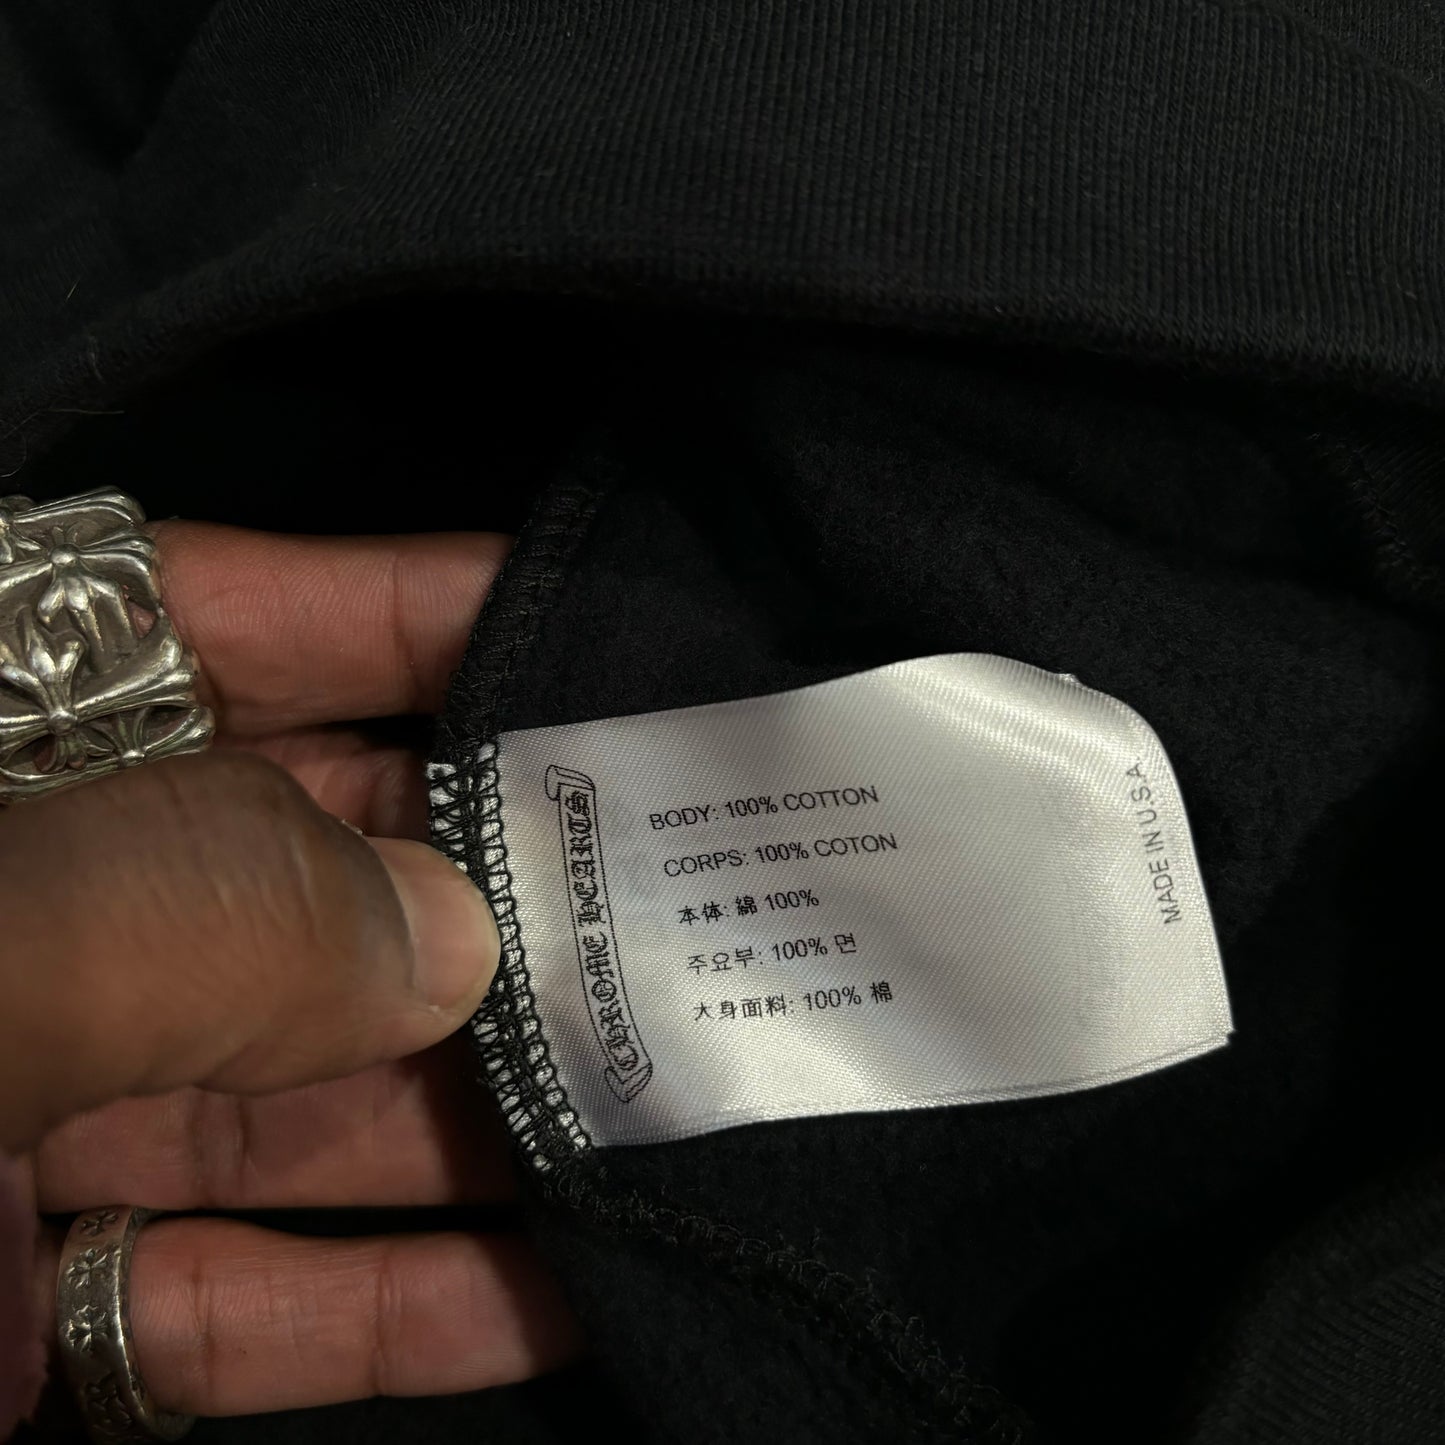 CHROME HEARTS
BODY: 100% COTTON
CORPS: 100% COTON
本体: 綿 100%
주요부: 100% 면
大身面料: 100% 棉
MADE IN U.S.A.